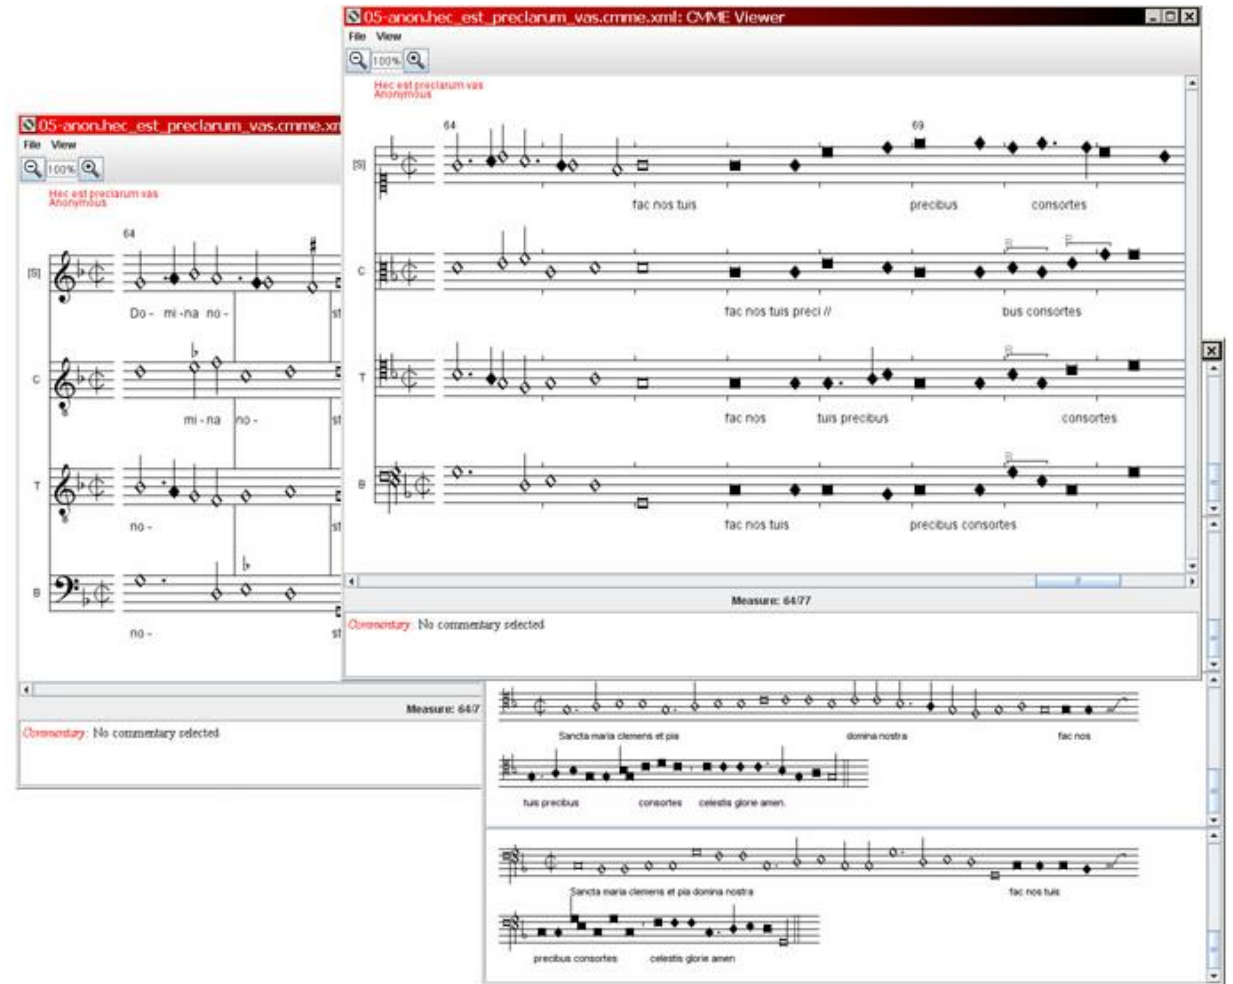 05-anon.hec_est_preclarum_vas.cmme.xml: CMME Viewer
File View
100%
Hec est preclarum vas
Anonymous
64 69
[S]
fac nos tuis precibus consortes
C
fac nos tuis preci // bus consortes
T
fac nos tuis precibus consortes
B
fac nos tuis precibus consortes
Measure: 64/77
Commentary: No commentary selected
05-anon.hec_est_preclarum_vas.cmme.xm
File View
100%
Hec est preclarum vas
Anonymous
64
[S]
Do- mi -na no- st
C
mi - na no- st
T
no- st
B
no- st
Measure: 64/7
Commentary: No commentary selected
Sancta maria clemens et pia domina nostra fac nos
tuis precibus consortes celestis glorie amen.
Sancta maria clemens et pia domina nostra fac nos tuis
precibus consortes celestis glorie amen